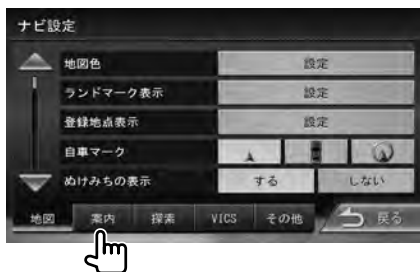 ナビ設定
地図色 設定
ランドマーク表示 設定
登録地点表示 設定
自車マーク
ぬけみちの表示 する しない
地図 案内 探索 VICS その他 戻る